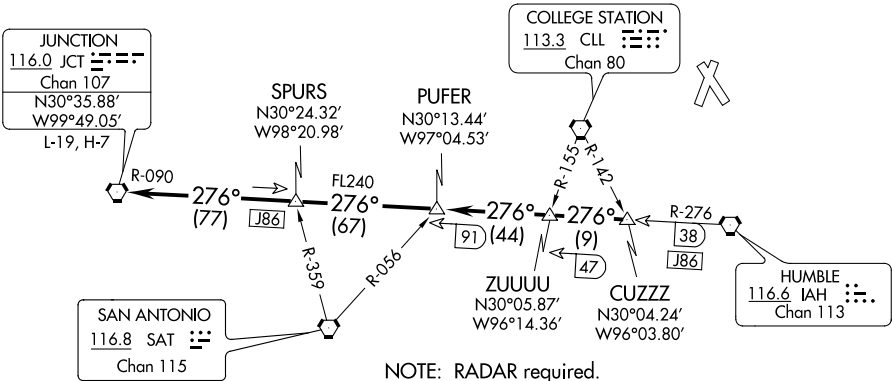 COLLEGE STATION
113.3 CLL
Chan 80
JUNCTION
116.0 JCT
Chan 107
N30°35.88′
W99°49.05′
L-19, H-7
SPURS
N30°24.32′
W98°20.98′
PUFER
N30°13.44′
W97°04.53′
R-155
R-142
R-090
276°
(77)
J86
FL240
276°
(67)
91
276°
(44)
47
276°
(9)
R-276
38
J86
R-359
R-056
ZUUUU
N30°05.87′
W96°14.36′
CUZZZ
N30°04.24′
W96°03.80′
HUMBLE
116.6 IAH
Chan 113
SAN ANTONIO
116.8 SAT
Chan 115
NOTE: RADAR required.